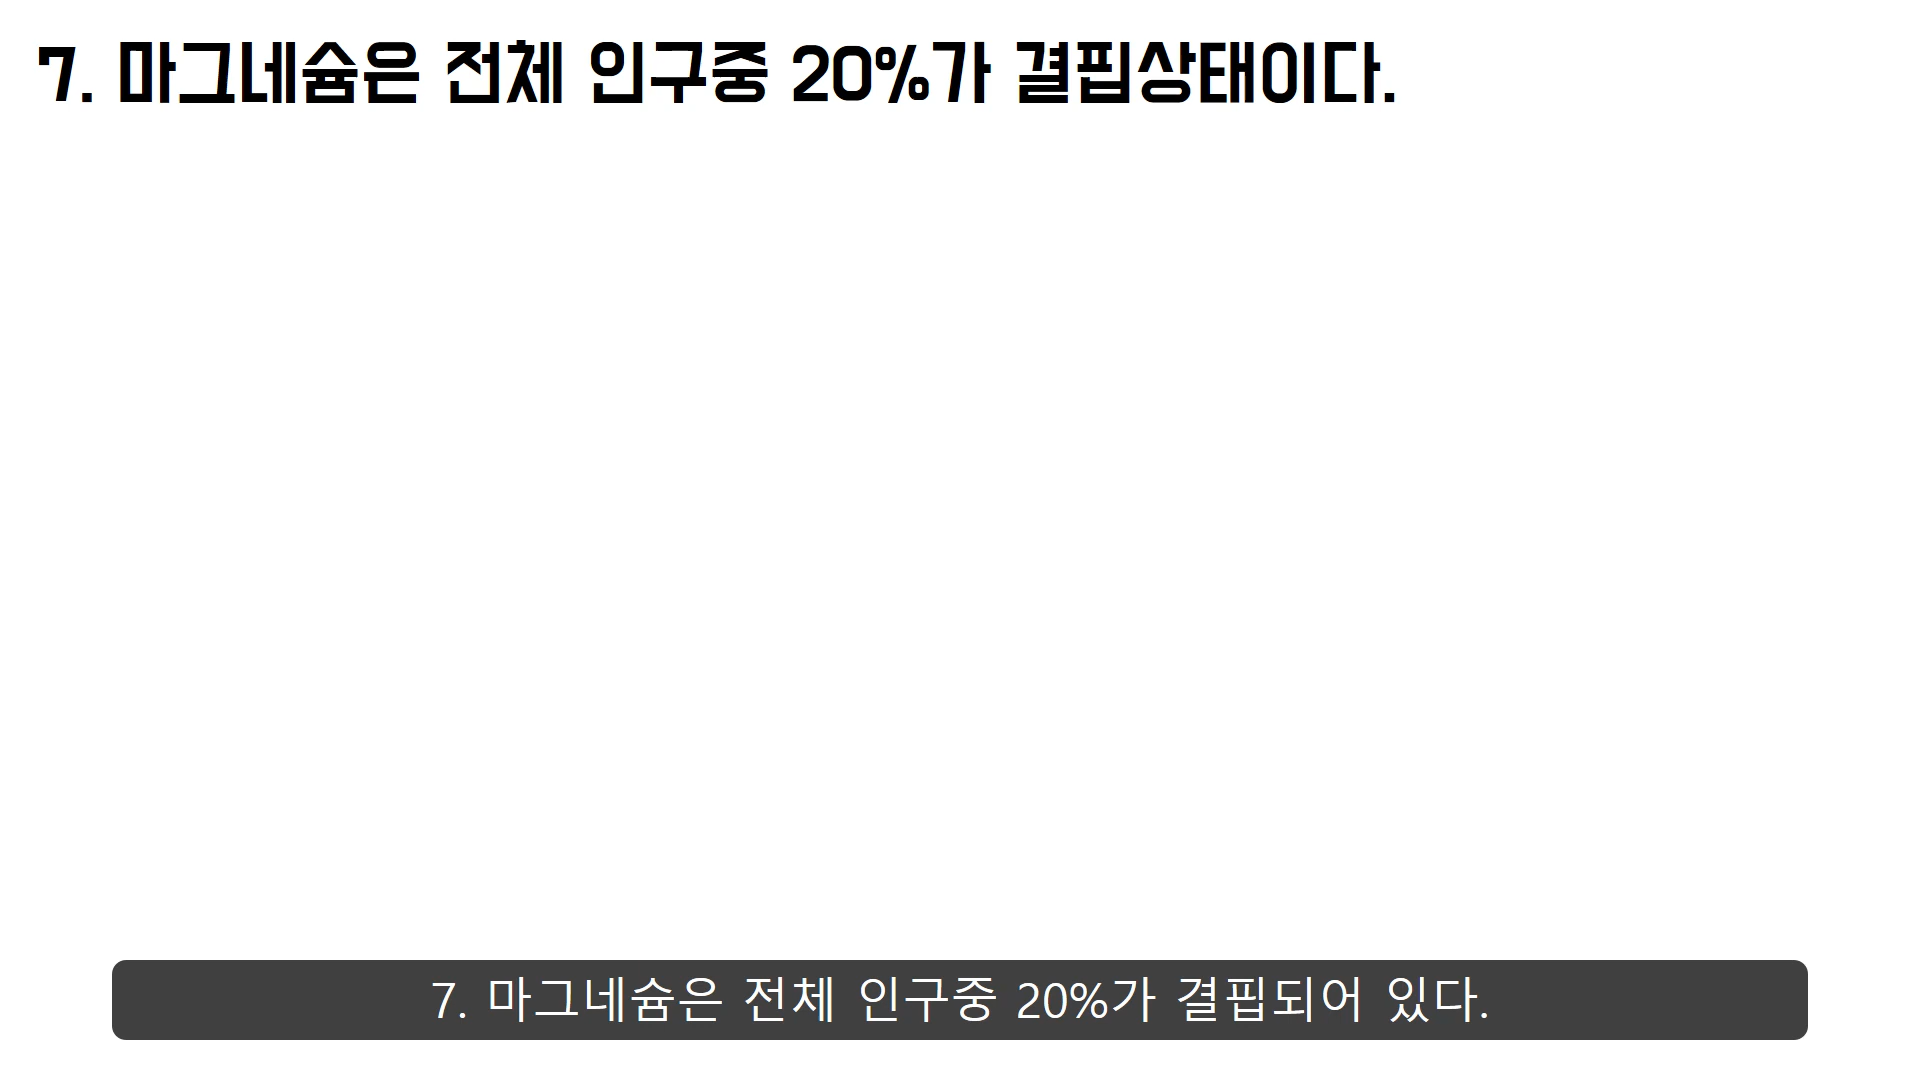 7. 마그네슘은 전체 인구중 20%가 결핍상태이다.
7. 마그네슘은 전체 인구중 20%가 결핍되어 있다.